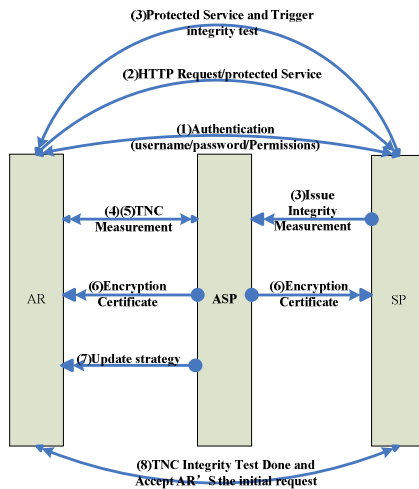 (3)Protected Service and Trigger
integrity test
(2)HTTP Request/protected Service
(1)Authentication
(username/password/Permissions)
(4)(5)TNC
Measurement
(3)Issue
Integrity
Measurement
AR
(6)Encryption
Certificate
ASP
(6)Encryption
Certificate
SP
(7)Update strategy
(8)TNC Integrity Test Done and
Accept AR’S the initial request